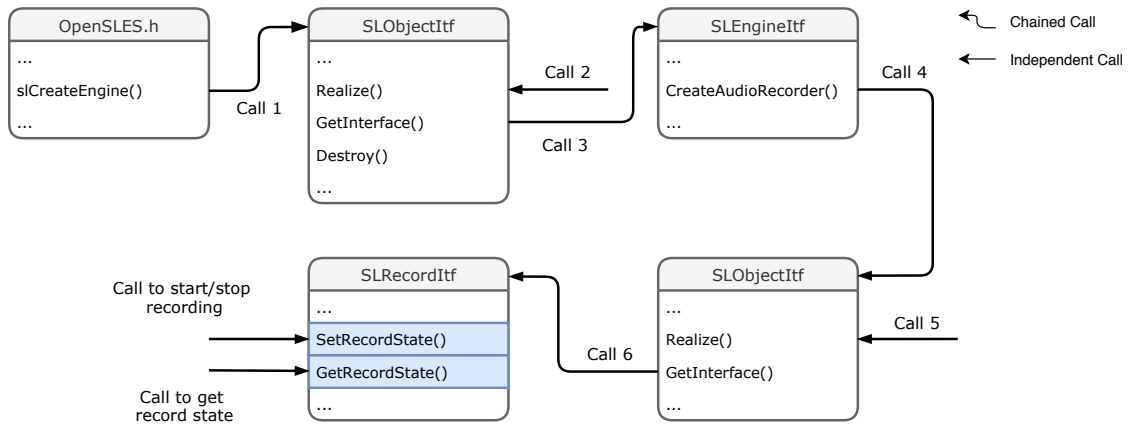 OpenSLES.h
...
slCreateEngine()
...
Call 1
SLObjectItf
...
Realize()
GetInterface()
Destroy()
...
Call 2
Call 3
SLEngineItf
...
CreateAudioRecorder()
...
Call 4
Chained Call
Independent Call
Call to start/stop
recording
Call to get
record state
SLRecordItf
...
SetRecordState()
GetRecordState()
...
Call 6
SLObjectItf
...
Realize()
GetInterface()
...
Call 5